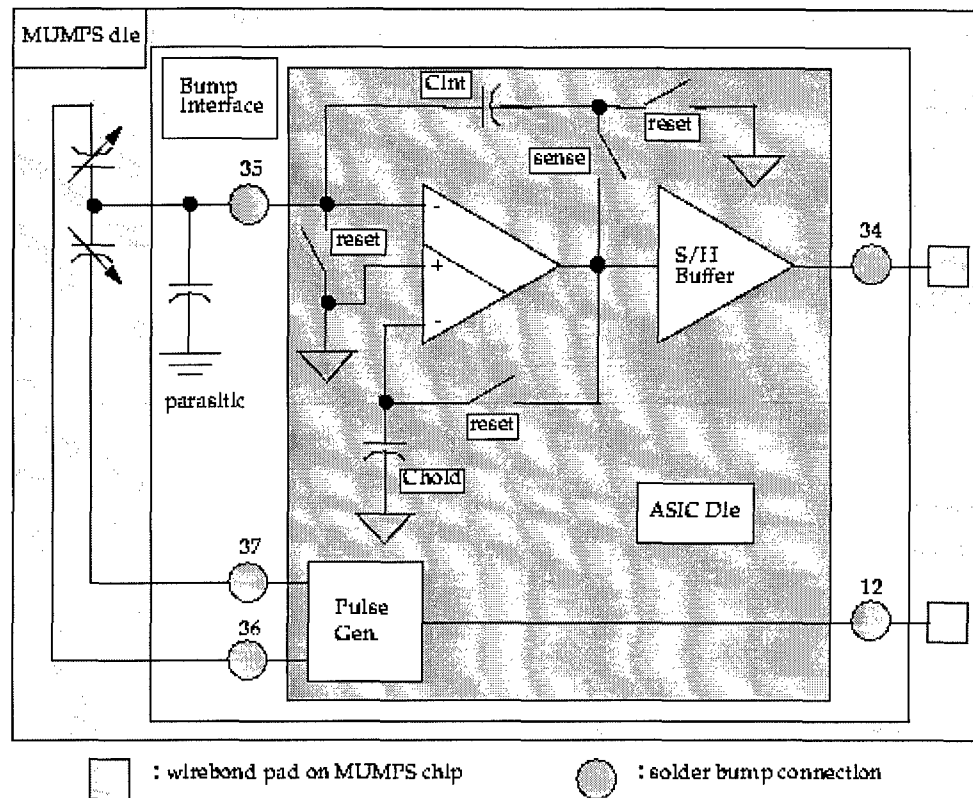 MUMPS die
Bump
Interface
Cint
reset
sense
35
reset
-
+
-
S/H
Buffer
34
parasitic
reset
Chold
ASIC Die
37
Pulse
Gen.
12
36
: wirebond pad on MUMPS chip
: solder bump connection